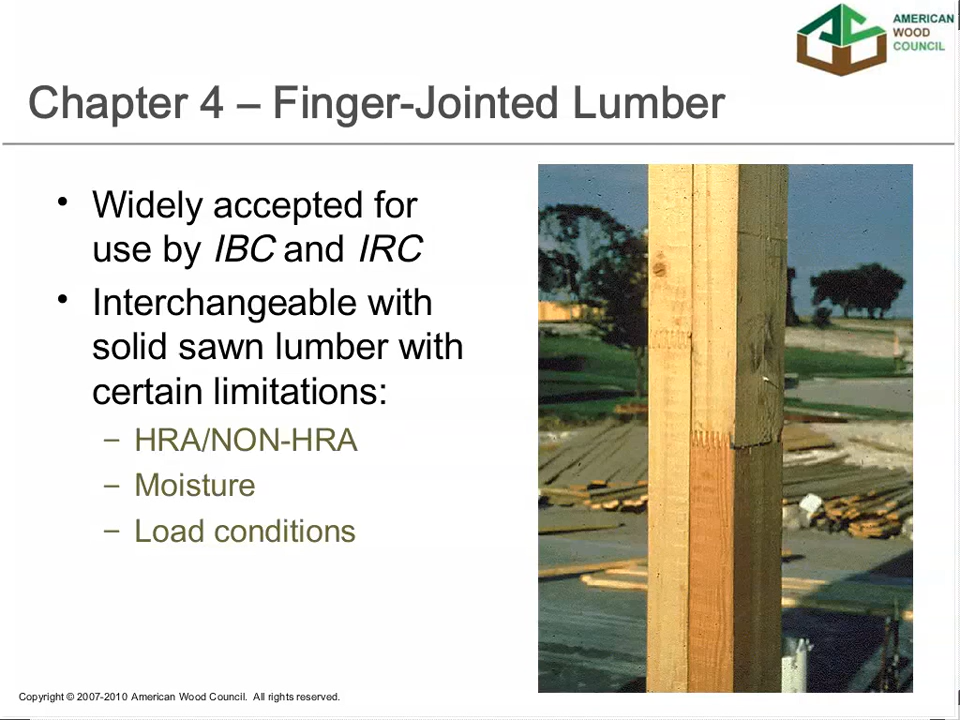 AMERICAN
WOOD
COUNCIL
Chapter 4 – Finger-Jointed Lumber
• Widely accepted for
use by IBC and IRC
• Interchangeable with
solid sawn lumber with
certain limitations:
– HRA/NON-HRA
– Moisture
– Load conditions
Copyright © 2007-2010 American Wood Council. All rights reserved.